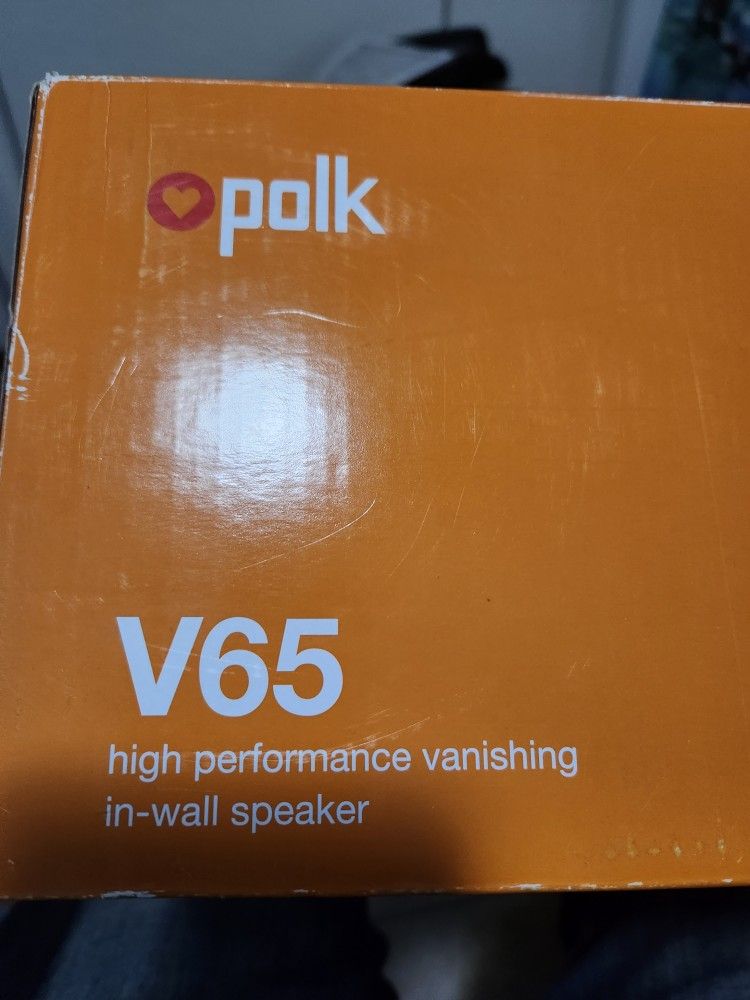 polk
V65
high performance vanishing
in-wall speaker